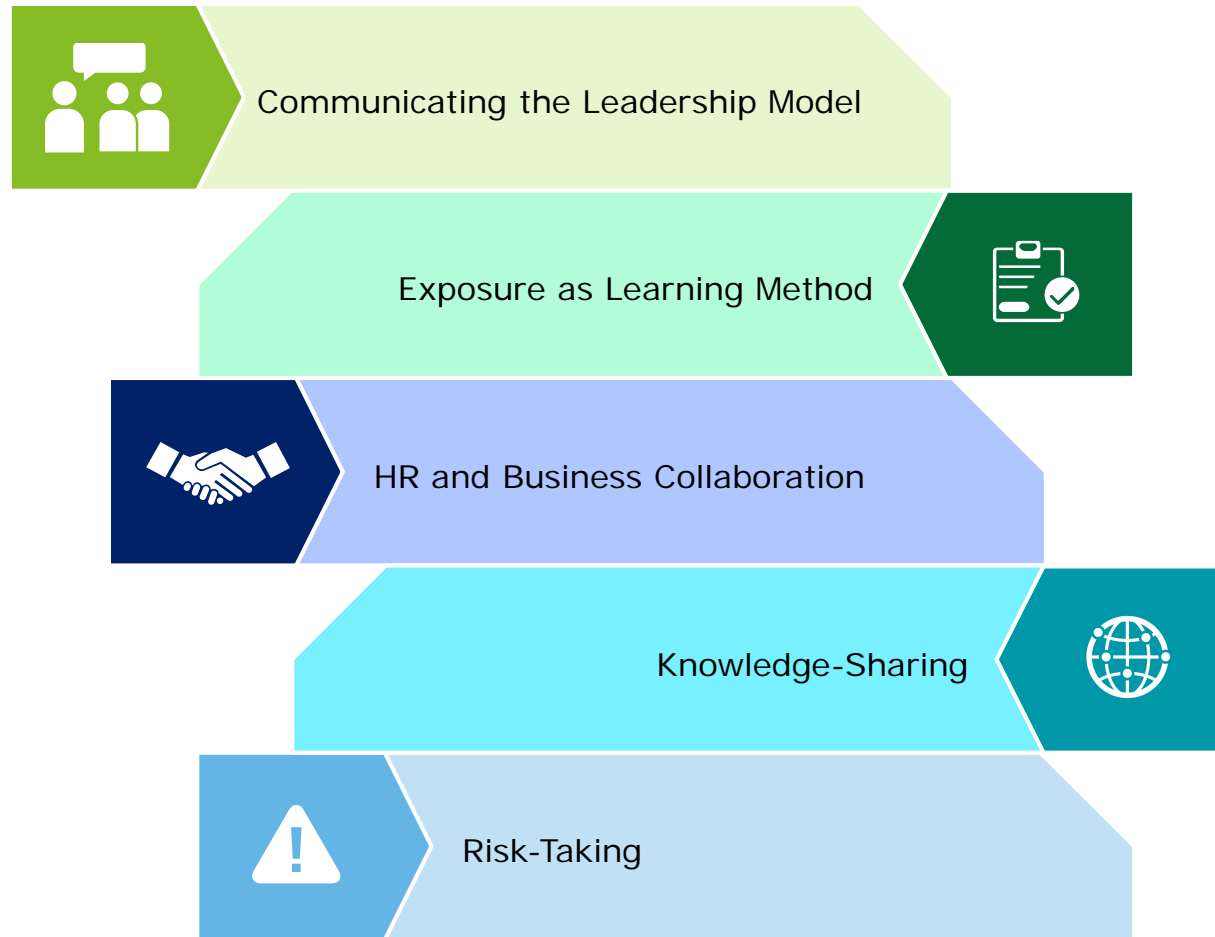 Communicating the Leadership Model
Exposure as Learning Method
HR and Business Collaboration
Knowledge-Sharing
!
Risk-Taking